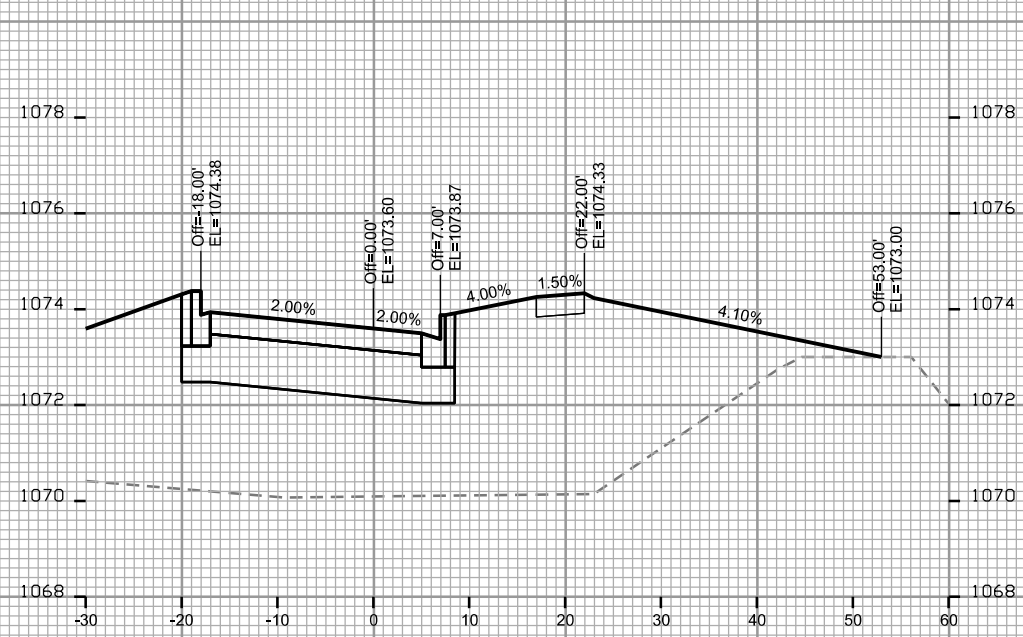 1078
1078
Off=-18.00'
EL=1074.38
Off=0.00'
EL=1073.60
Off=7.00'
EL=1073.87
Off=22.00'
EL=1074.33
Off=53.00'
EL=1073.00
1076
1076
1074
1074
2.00%
2.00%
4.00%
1.50%
4.10%
1072
1072
1070
1070
1068
1068
-30
-20
-10
0
10
20
30
40
50
60